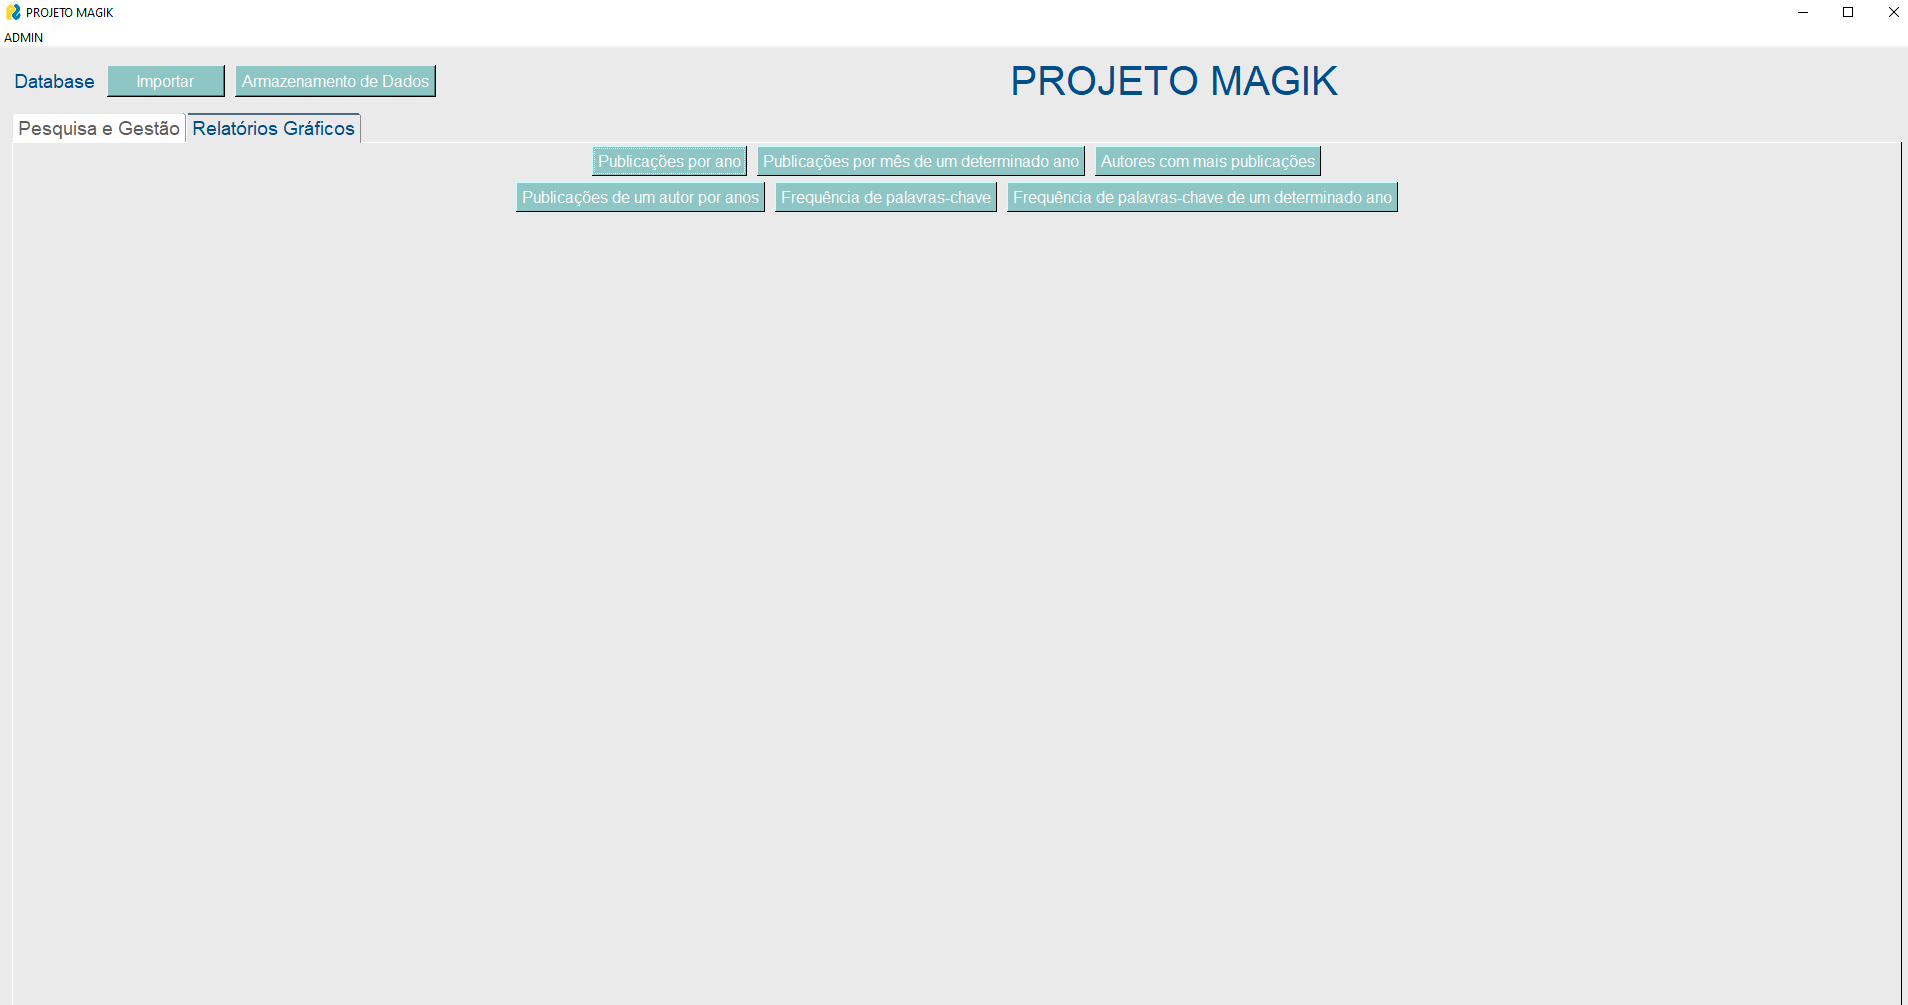 PROJETO MAGIK
ADMIN
Database Importar Armazenamento de Dados PROJETO MAGIK
Pesquisa e Gestão Relatórios Gráficos
Publicações por ano Publicações por mês de um determinado ano Autores com mais publicações
Publicações de um autor por anos Frequência de palavras-chave Frequência de palavras-chave de um determinado ano